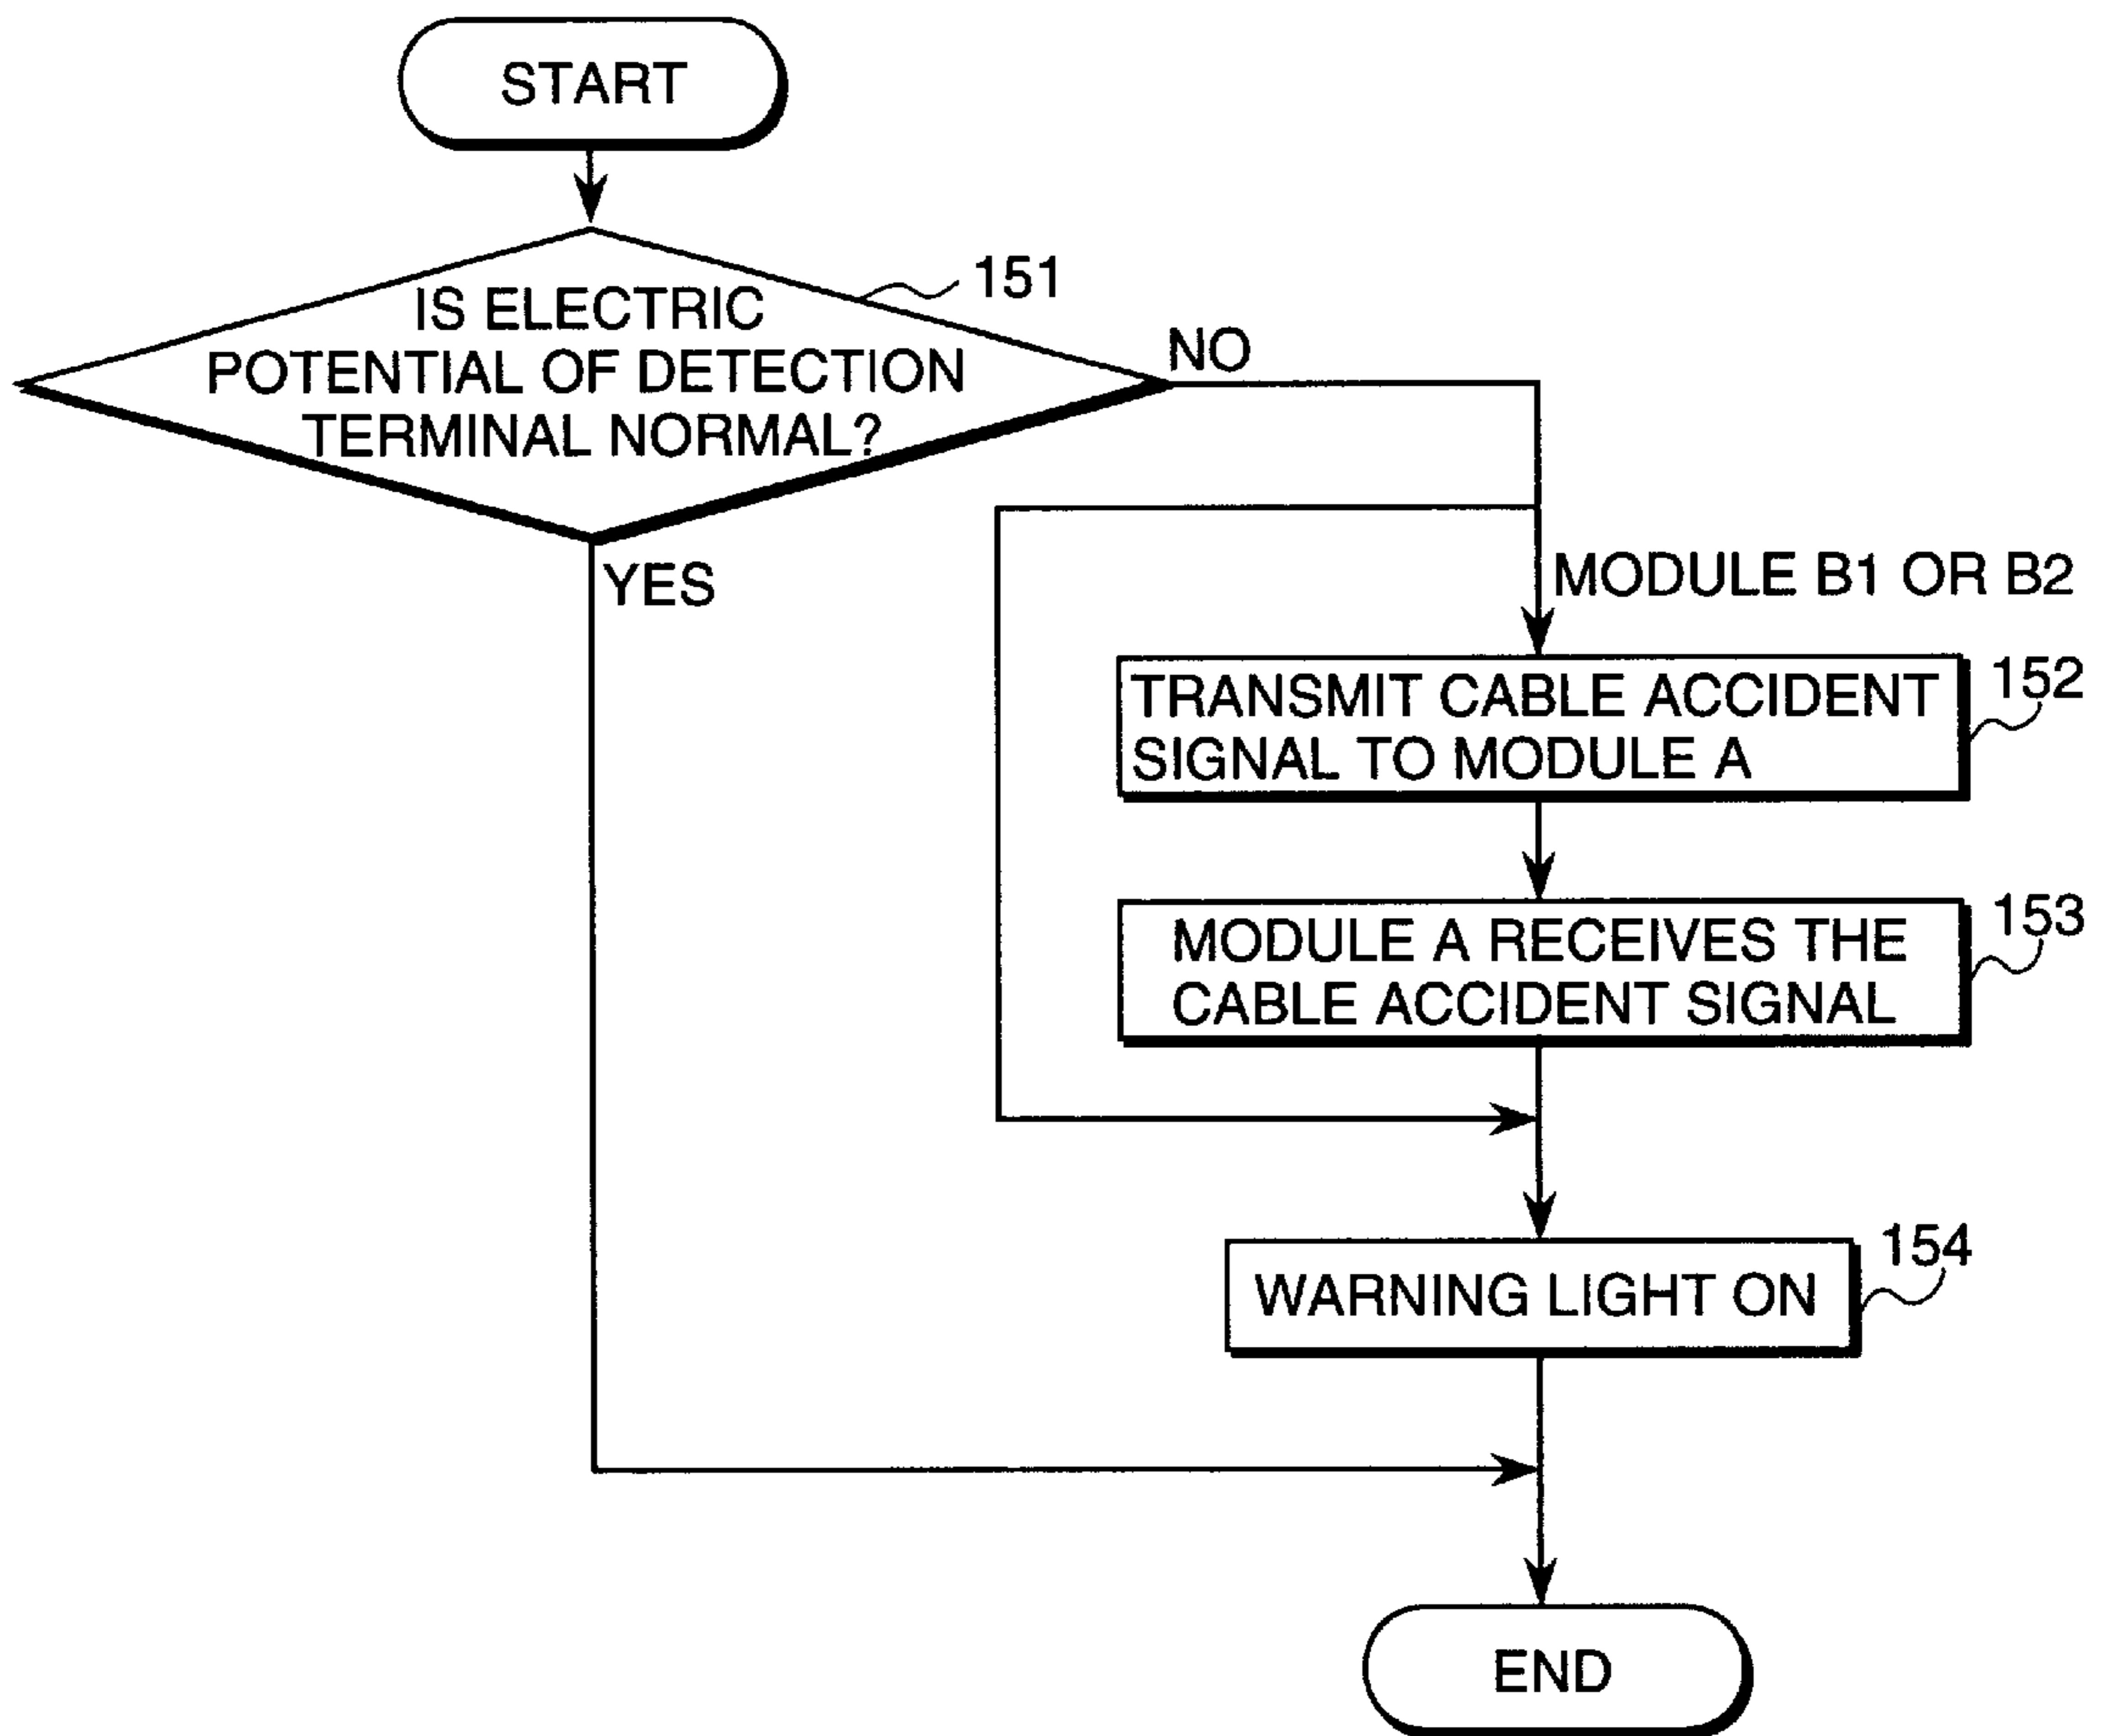 START
151
IS ELECTRIC
POTENTIAL OF DETECTION
TERMINAL NORMAL?
NO
YES
MODULE B1 OR B2
TRANSMIT CABLE ACCIDENT
SIGNAL TO MODULE A
152
MODULE A RECEIVES THE
CABLE ACCIDENT SIGNAL
153
WARNING LIGHT ON
154
END